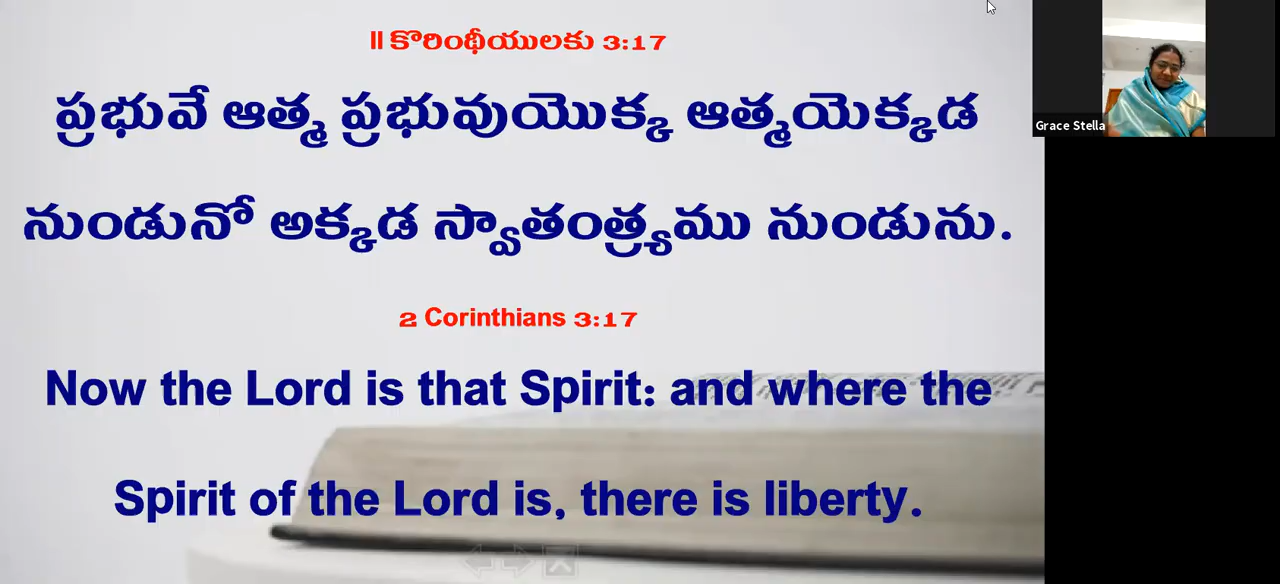 II కొరింథీయులకు 3:17
ప్రభువే ఆత్మ ప్రభువుయొక్క ఆత్మయెక్కడ
నుండునో అక్కడ స్వాతంత్ర్యము నుండును.
2 Corinthians 3:17
Now the Lord is that Spirit: and where the
Spirit of the Lord is, there is liberty.
Grace Stella